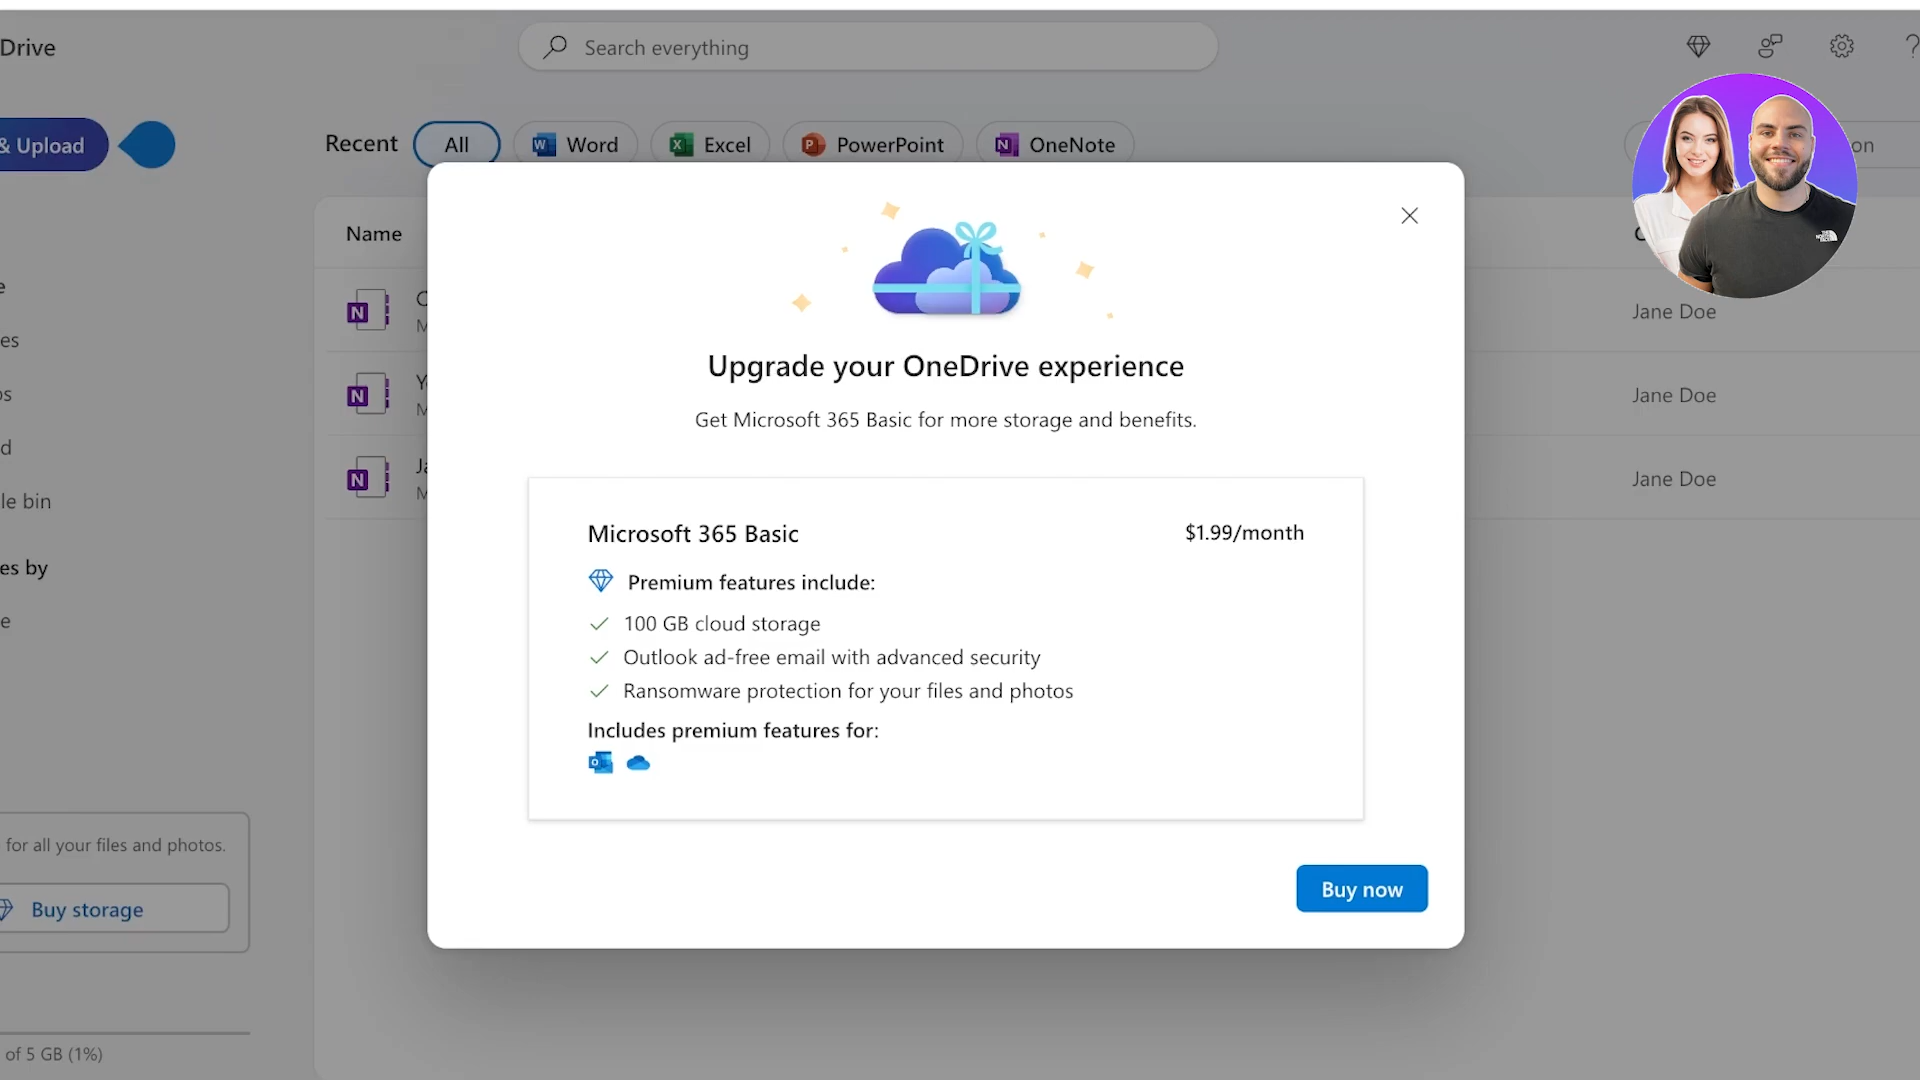 Drive
Search everything
& Upload
Recent
All
Word
Excel
PowerPoint
OneNote
on
Name
Jane Doe
Jane Doe
Jane Doe
e
es
os
d
le bin
es by
e
Upgrade your OneDrive experience
Get Microsoft 365 Basic for more storage and benefits.
Microsoft 365 Basic
$1.99/month
Premium features include:
100 GB cloud storage
Outlook ad-free email with advanced security
Ransomware protection for your files and photos
Includes premium features for:
Buy now
for all your files and photos.
Buy storage
of 5 GB (1%)